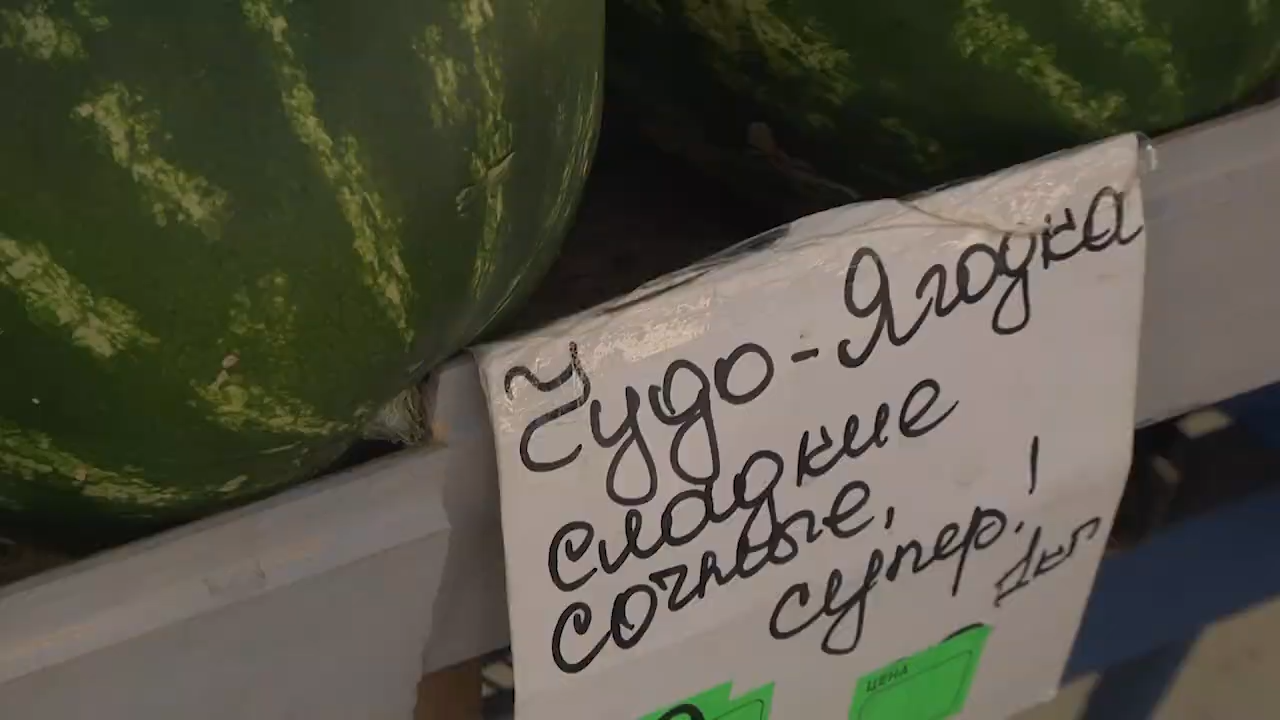 Чудо-Ягодка
сладкие
сочные,
супер!
1кг
ЦЕНА